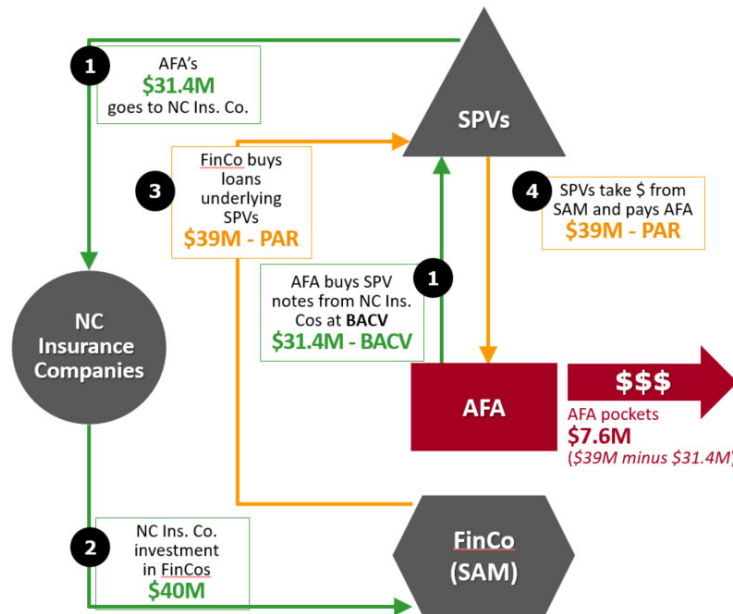 1
AFA's
$31.4M
goes to NC Ins. Co.
SPVs
3
FinCo buys
loans
underlying
SPVs
$39M - PAR
4
SPVs take $ from
SAM and pays AFA
$39M - PAR
1
AFA buys SPV
notes from NC Ins.
Cos at BACV
$31.4M - BACV
NC
Insurance
Companies
AFA
$$$
AFA pockets
$7.6M
($39M minus $31.4M)
2
NC Ins. Co.
investment
in FinCos
$40M
FinCo
(SAM)